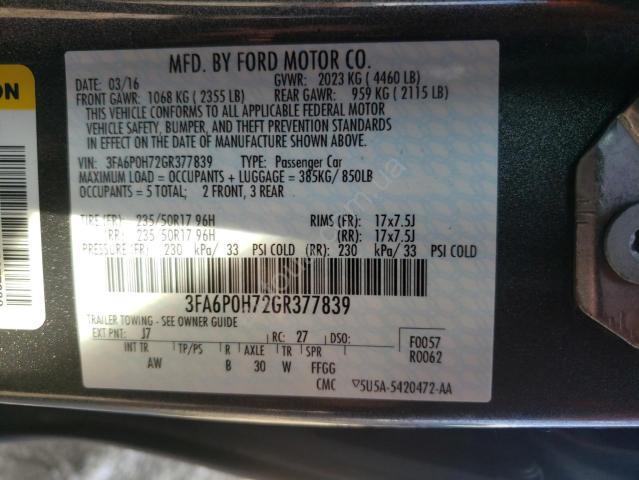 MFD. BY FORD MOTOR CO.
DATE: 03/16 GVWR: 2023 KG ( 4460 LB)
FRONT GAWR: 1068 KG ( 2355 LB) REAR GAWR: 959 KG ( 2115 LB)
THIS VEHICLE CONFORMS TO ALL APPLICABLE FEDERAL MOTOR
VEHICLE SAFETY, BUMPER, AND THEFT PREVENTION STANDARDS
IN EFFECT ON THE DATE OF MANUFACTURE SHOWN ABOVE.
VIN: 3FA6P0H72GR377839 TYPE: Passenger Car
MAXIMUM LOAD = OCCUPANTS + LUGGAGE = 385KG/ 850LB
OCCUPANTS = 5 TOTAL; 2 FRONT, 3 REAR
TIRE (FR): 235/50R17 96H RIMS (FR): 17x7.5J
(RR): 235/50R17 96H (RR): 17x7.5J
PRESSURE (FR): 230 kPa/ 33 PSI COLD (RR): 230 kPa/ 33 PSI COLD
3FA6P0H72GR377839
TRAILER TOWING - SEE OWNER GUIDE
EXT PNT: J7 RC: 27 DSO: F0057
INT TR TP/PS R AXLE TR SPR R0062
AW B 30 W FFGG
CMC 5U5A-5420472-AA